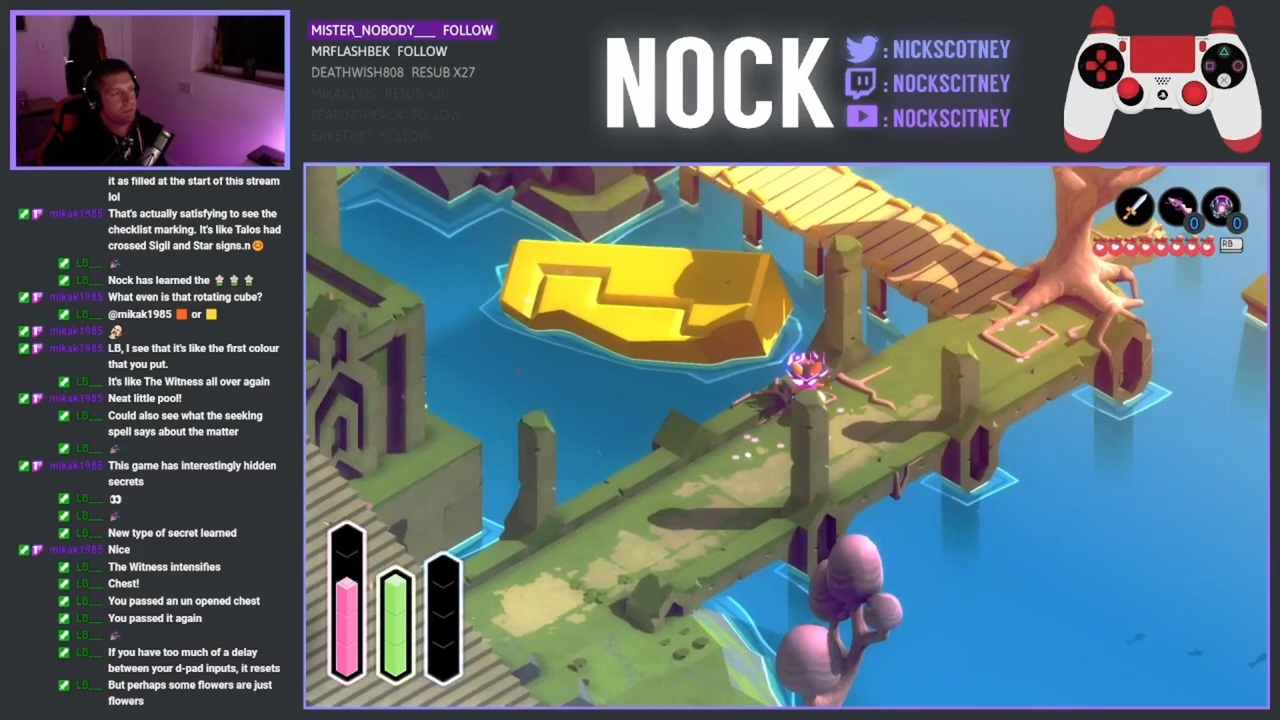 MISTER_NOBODY___ FOLLOW
MRFLASHBEK FOLLOW
DEATHWISH808 RESUB X27
MIKAK1985 RESUB X20
FEARINGHPACK FOLLOW
BARETH87 FOLLOW
NOCK
: NICKSCOTNEY
: NOCKSCITNEY
: NOCKSCITNEY
it as filled at the start of this stream
lol
mikak1985 That's actually satisfying to see the
checklist marking. It's like Talos had
crossed Sigil and Star signs.n
LB___
LB___ Nock has learned the
mikak1985 What even is that rotating cube?
LB___ @mikak1985 or
mikak1985
mikak1985 LB, I see that it's like the first colour
that you put.
LB___ It's like The Witness all over again
mikak1985 Neat little pool!
LB___ Could also see what the seeking
spell says about the matter
LB___
mikak1985 This game has interestingly hidden
secrets
LB___
LB___
LB___ New type of secret learned
mikak1985 Nice
LB___ The Witness intensifies
LB___ Chest!
LB___ You passed an un opened chest
LB___ You passed it again
LB___
LB___ If you have too much of a delay
between your d-pad inputs, it resets
LB___ But perhaps some flowers are just
flowers
0 0
RB